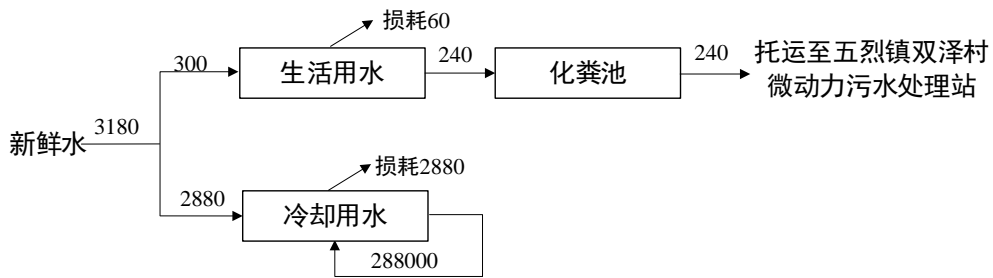 损耗60
300
生活用水
240
化粪池
240
托运至五烈镇双泽村
微动力污水处理站
新鲜水
3180
损耗2880
2880
冷却用水
288000